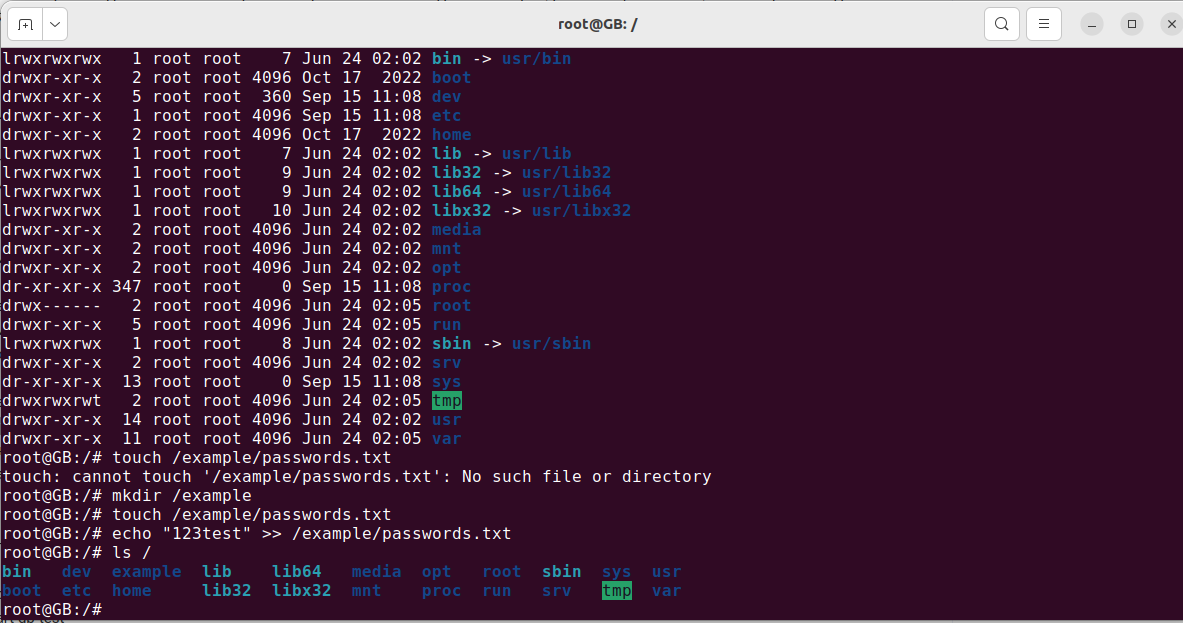 root@GB: /
lrwxrwxrwx   1 root root    7 Jun 24 02:02 bin -> usr/bin
drwxr-xr-x   2 root root 4096 Oct 17  2022 boot
drwxr-xr-x   5 root root  360 Sep 15 11:08 dev
drwxr-xr-x   1 root root 4096 Sep 15 11:08 etc
drwxr-xr-x   2 root root 4096 Oct 17  2022 home
lrwxrwxrwx   1 root root    7 Jun 24 02:02 lib -> usr/lib
lrwxrwxrwx   1 root root    9 Jun 24 02:02 lib32 -> usr/lib32
lrwxrwxrwx   1 root root    9 Jun 24 02:02 lib64 -> usr/lib64
lrwxrwxrwx   1 root root   10 Jun 24 02:02 libx32 -> usr/libx32
drwxr-xr-x   2 root root 4096 Jun 24 02:02 media
drwxr-xr-x   2 root root 4096 Jun 24 02:02 mnt
drwxr-xr-x   2 root root 4096 Jun 24 02:02 opt
dr-xr-xr-x 347 root root    0 Sep 15 11:08 proc
drwx------   2 root root 4096 Jun 24 02:05 root
drwxr-xr-x   5 root root 4096 Jun 24 02:05 run
lrwxrwxrwx   1 root root    8 Jun 24 02:02 sbin -> usr/sbin
drwxr-xr-x   2 root root 4096 Jun 24 02:02 srv
dr-xr-xr-x  13 root root    0 Sep 15 11:08 sys
drwxrwxrwt   2 root root 4096 Jun 24 02:05 tmp
drwxr-xr-x  14 root root 4096 Jun 24 02:02 usr
drwxr-xr-x  11 root root 4096 Jun 24 02:05 var
root@GB:/# touch /example/passwords.txt
touch: cannot touch '/example/passwords.txt': No such file or directory
root@GB:/# mkdir /example
root@GB:/# touch /example/passwords.txt
root@GB:/# echo "123test" >> /example/passwords.txt
root@GB:/# ls /
bin   dev  example  lib    lib64   media  opt   root  sbin  sys  usr
boot  etc  home     lib32  libx32  mnt    proc  run   srv   tmp  var
root@GB:/#